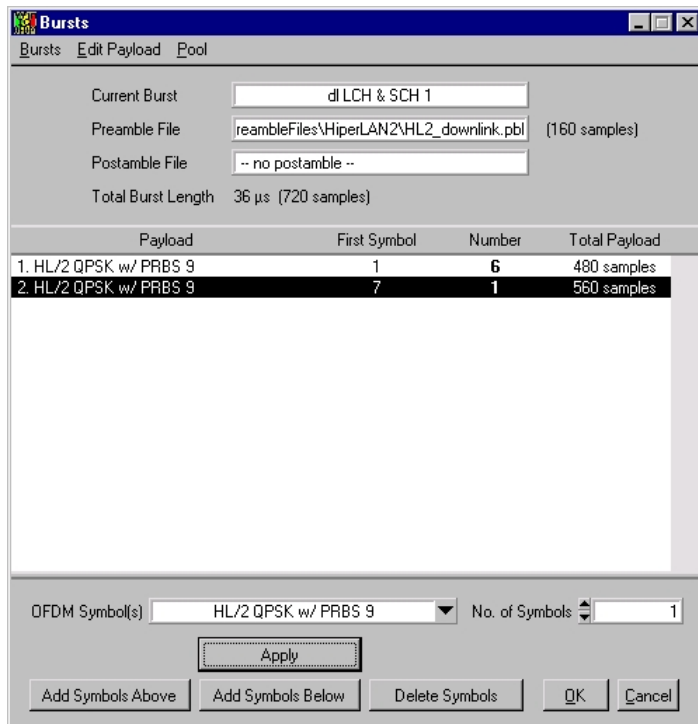 Bursts
Bursts Edit Payload Pool
Current Burst dl LCH & SCH 1
Preamble File reambleFiles\HiperLAN2\HL2_downlink.pbl (160 samples)
Postamble File -- no postamble --
Total Burst Length 36 µs (720 samples)
Payload First Symbol Number Total Payload
1. HL/2 QPSK w/ PRBS 9 1 6 480 samples
2. HL/2 QPSK w/ PRBS 9 7 1 560 samples
OFDM Symbol(s) HL/2 QPSK w/ PRBS 9 No. of Symbols 1
Apply
Add Symbols Above Add Symbols Below Delete Symbols OK Cancel